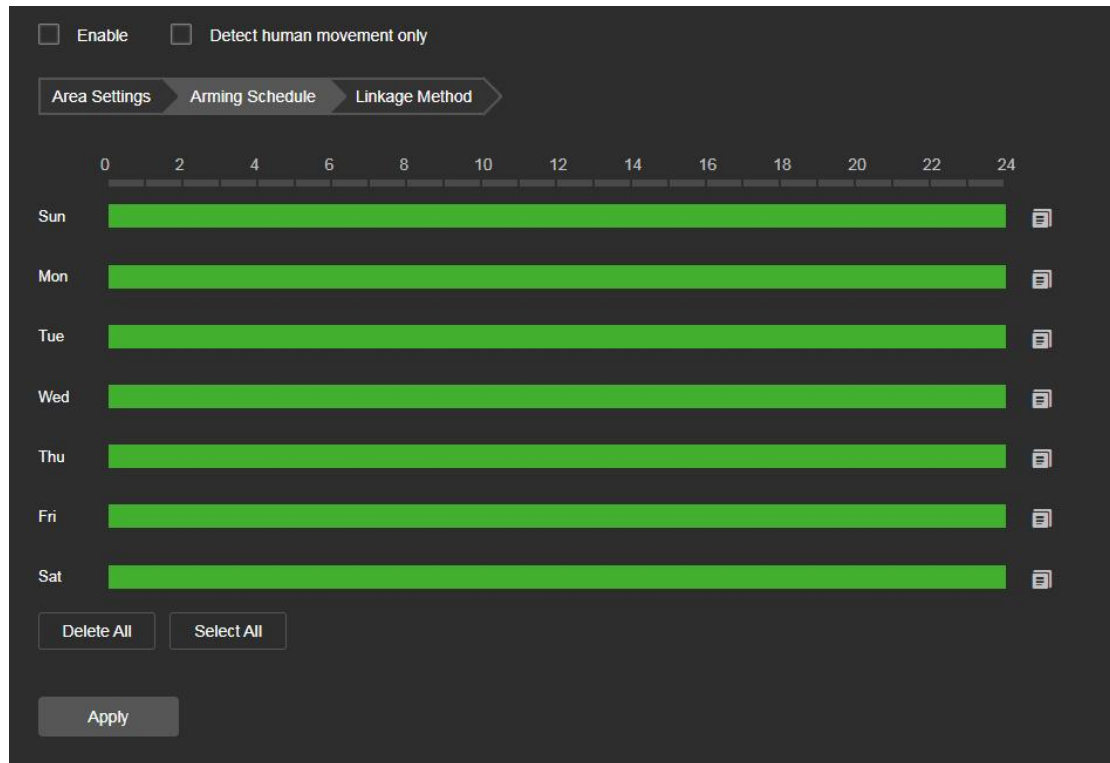 Enable Detect human movement only
Area Settings Arming Schedule Linkage Method
0 2 4 6 8 10 12 14 16 18 20 22 24
Sun
Mon
Tue
Wed
Thu
Fri
Sat
Delete All Select All
Apply